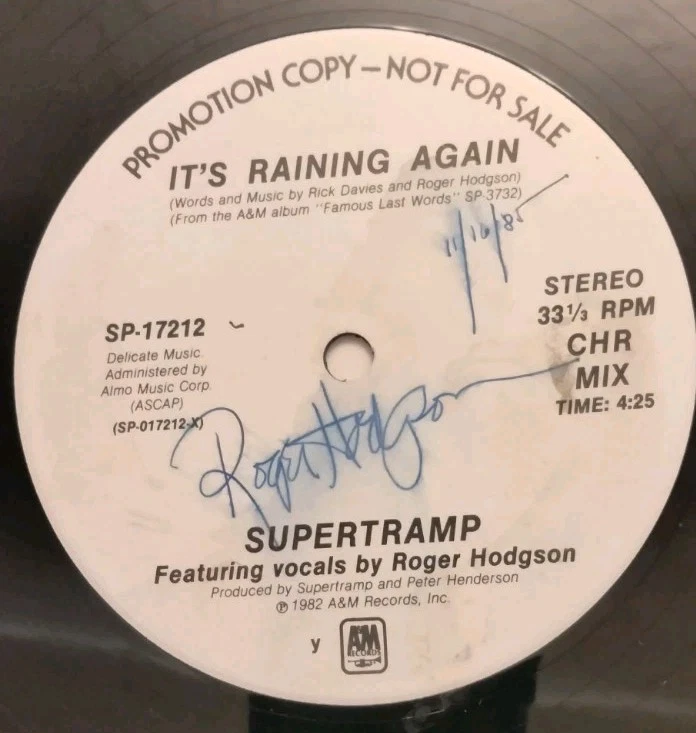 PROMOTION COPY—NOT FOR SALE
IT'S RAINING AGAIN
(Words and Music by Rick Davies and Roger Hodgson)
(From the A&M album "Famous Last Words" SP-3732)
11/16/85
STEREO
33⅓ RPM
CHR
MIX
TIME: 4:25
SP-17212
Delicate Music
Administered by
Almo Music Corp.
(ASCAP)
(SP-017212-X)
Roger Hodgson
SUPERTRAMP
Featuring vocals by Roger Hodgson
Produced by Supertramp and Peter Henderson
℗ 1982 A&M Records, Inc.
y
A&M
RECORDS